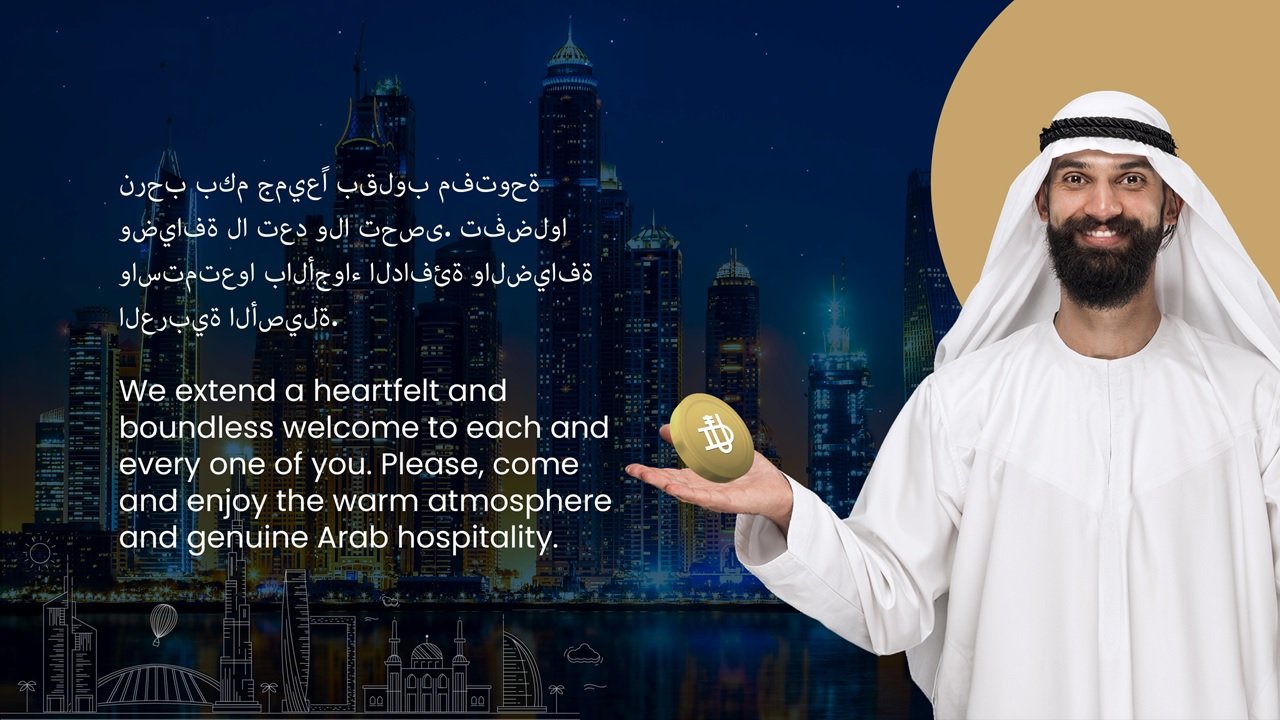 نرحب بكم جميعاً بقلوب مفتوحة
وضيافة لا تعد ولا تحصى. تفضلوا
واستمتعوا بالأجواء الدافئة والضيافة
العربية الأصيلة.
We extend a heartfelt and
boundless welcome to each and
every one of you. Please, come
and enjoy the warm atmosphere
and genuine Arab hospitality.